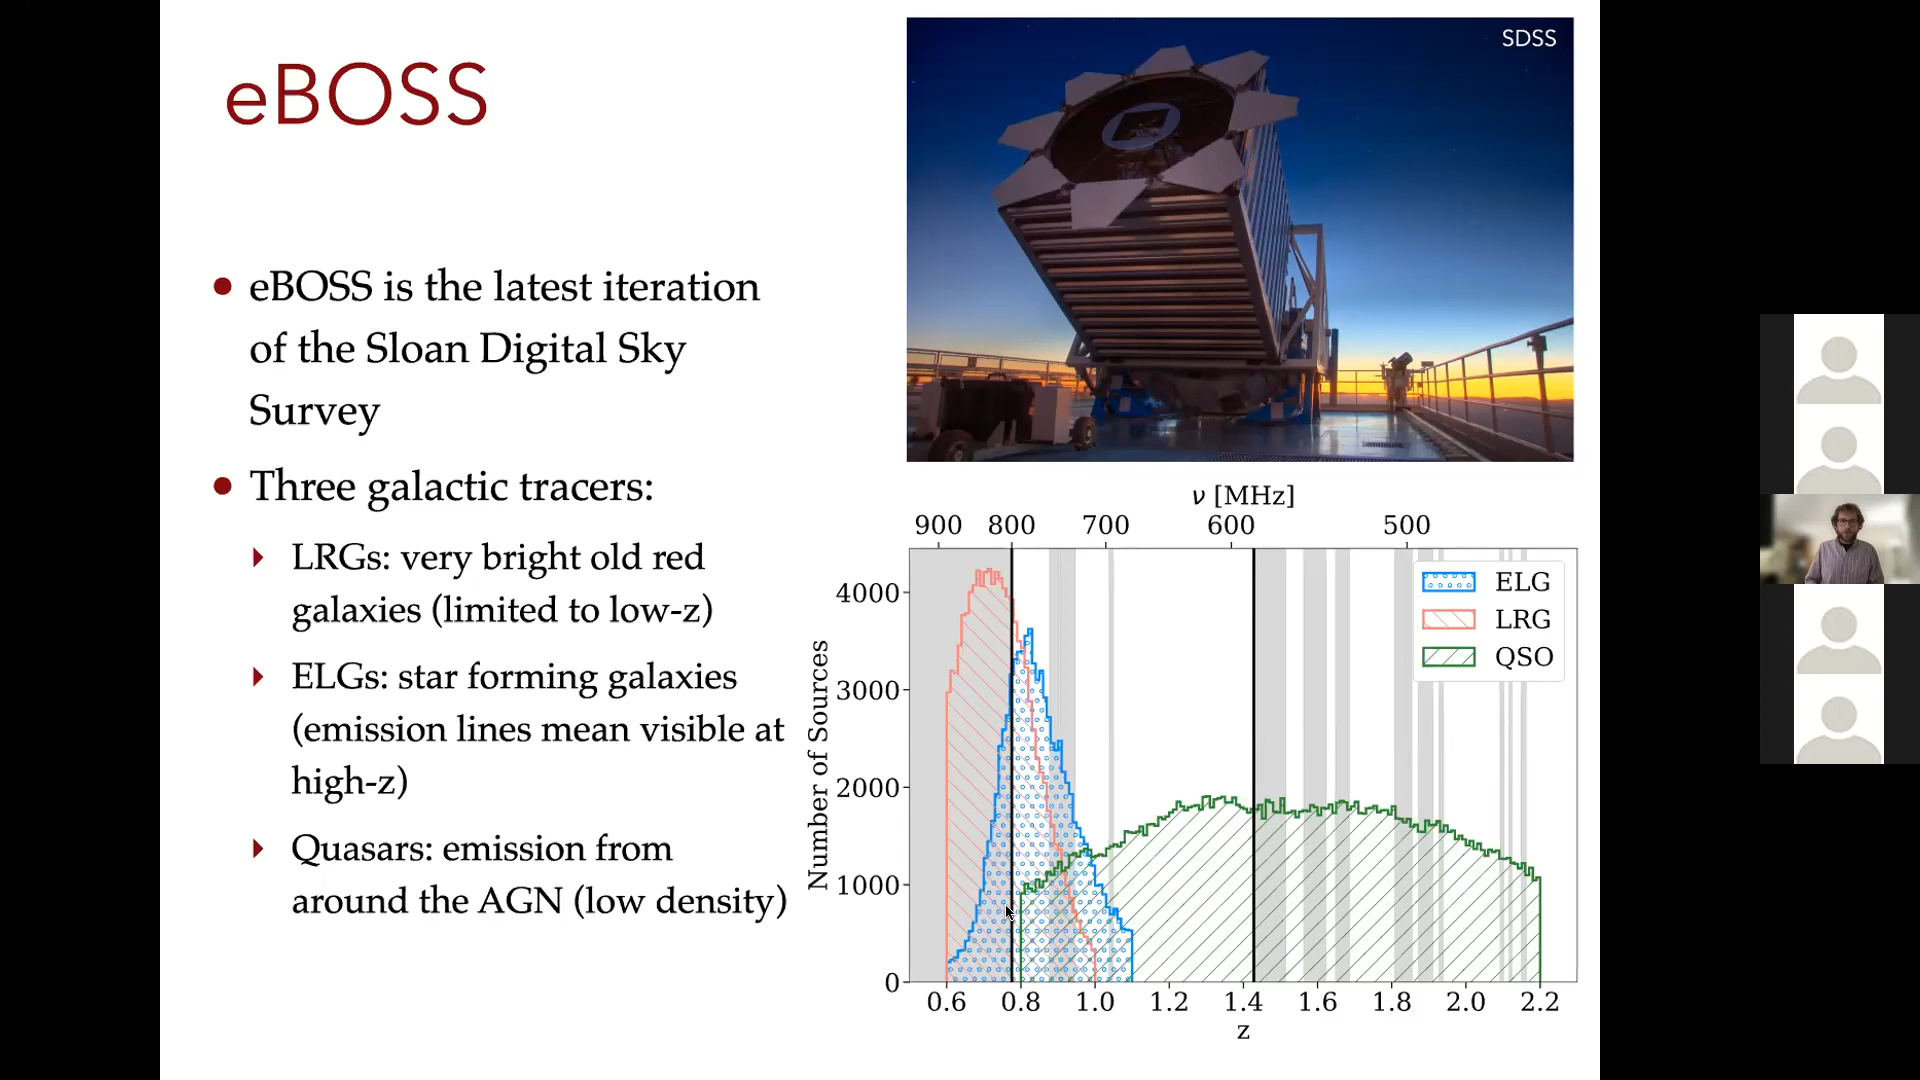 eBOSS
SDSS
eBOSS is the latest iteration
of the Sloan Digital Sky
Survey
Three galactic tracers:
LRGs: very bright old red
galaxies (limited to low-z)
ELGs: star forming galaxies
(emission lines mean visible at
high-z)
Quasars: emission from
around the AGN (low density)
ν [MHz]
900 800 700 600 500
ELG
LRG
QSO
Number of Sources
4000
3000
2000
1000
0
0.6 0.8 1.0 1.2 1.4 1.6 1.8 2.0 2.2
z